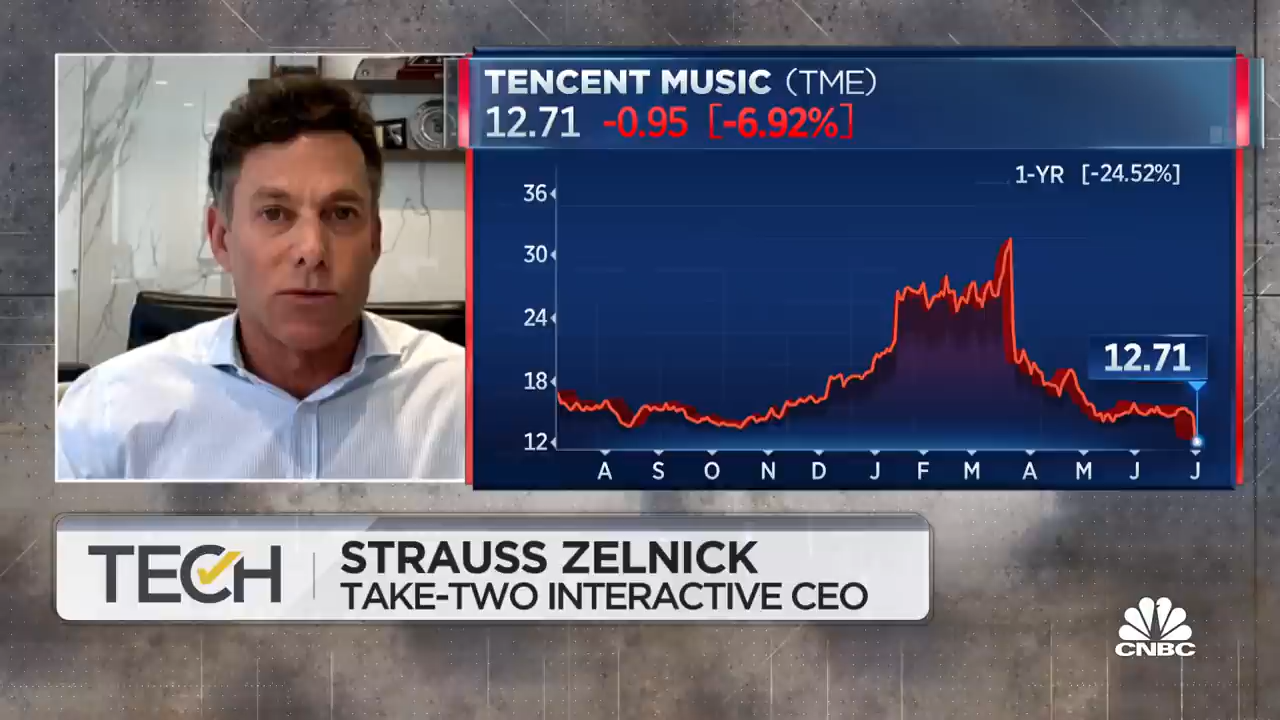 TENCENT MUSIC (TME)
12.71 -0.95 [-6.92%]
1-YR [-24.52%]
36
30
24
18
12
12.71
A S O N D J F M A M J J
TECH
STRAUSS ZELNICK
TAKE-TWO INTERACTIVE CEO
CNBC